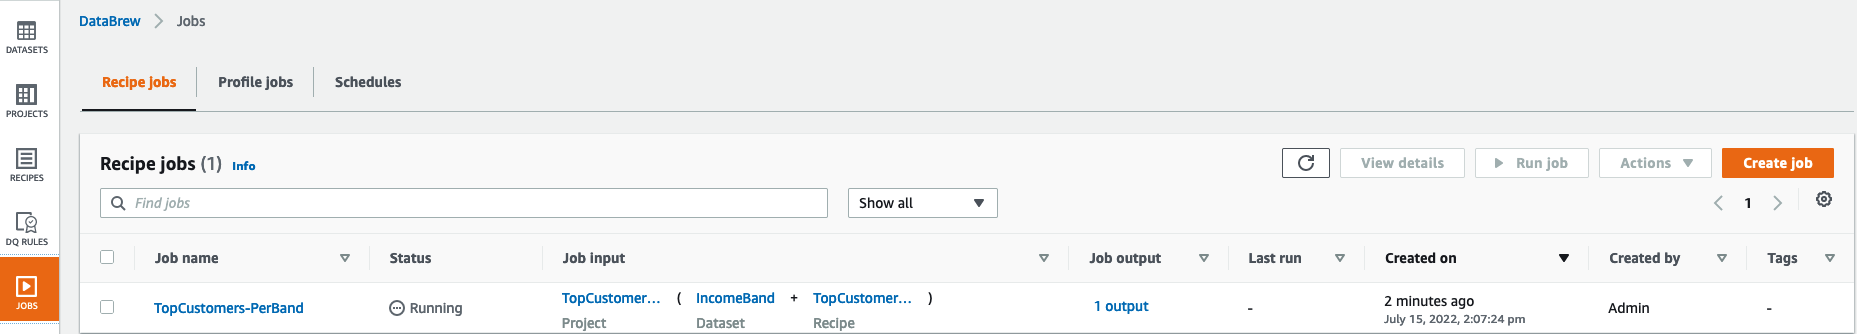 DataBrew > Jobs
DATASETS
PROJECTS
RECIPES
DQ RULES
JOBS
Recipe jobs Profile jobs Schedules
Recipe jobs (1) Info
View details Run job Actions Create job
Find jobs Show all 1
Job name Status Job input Job output Last run Created on Created by Tags
TopCustomers-PerBand Running TopCustomer... ( IncomeBand + TopCustomer... ) 1 output - 2 minutes ago Admin -
Project Dataset Recipe July 15, 2022, 2:07:24 pm